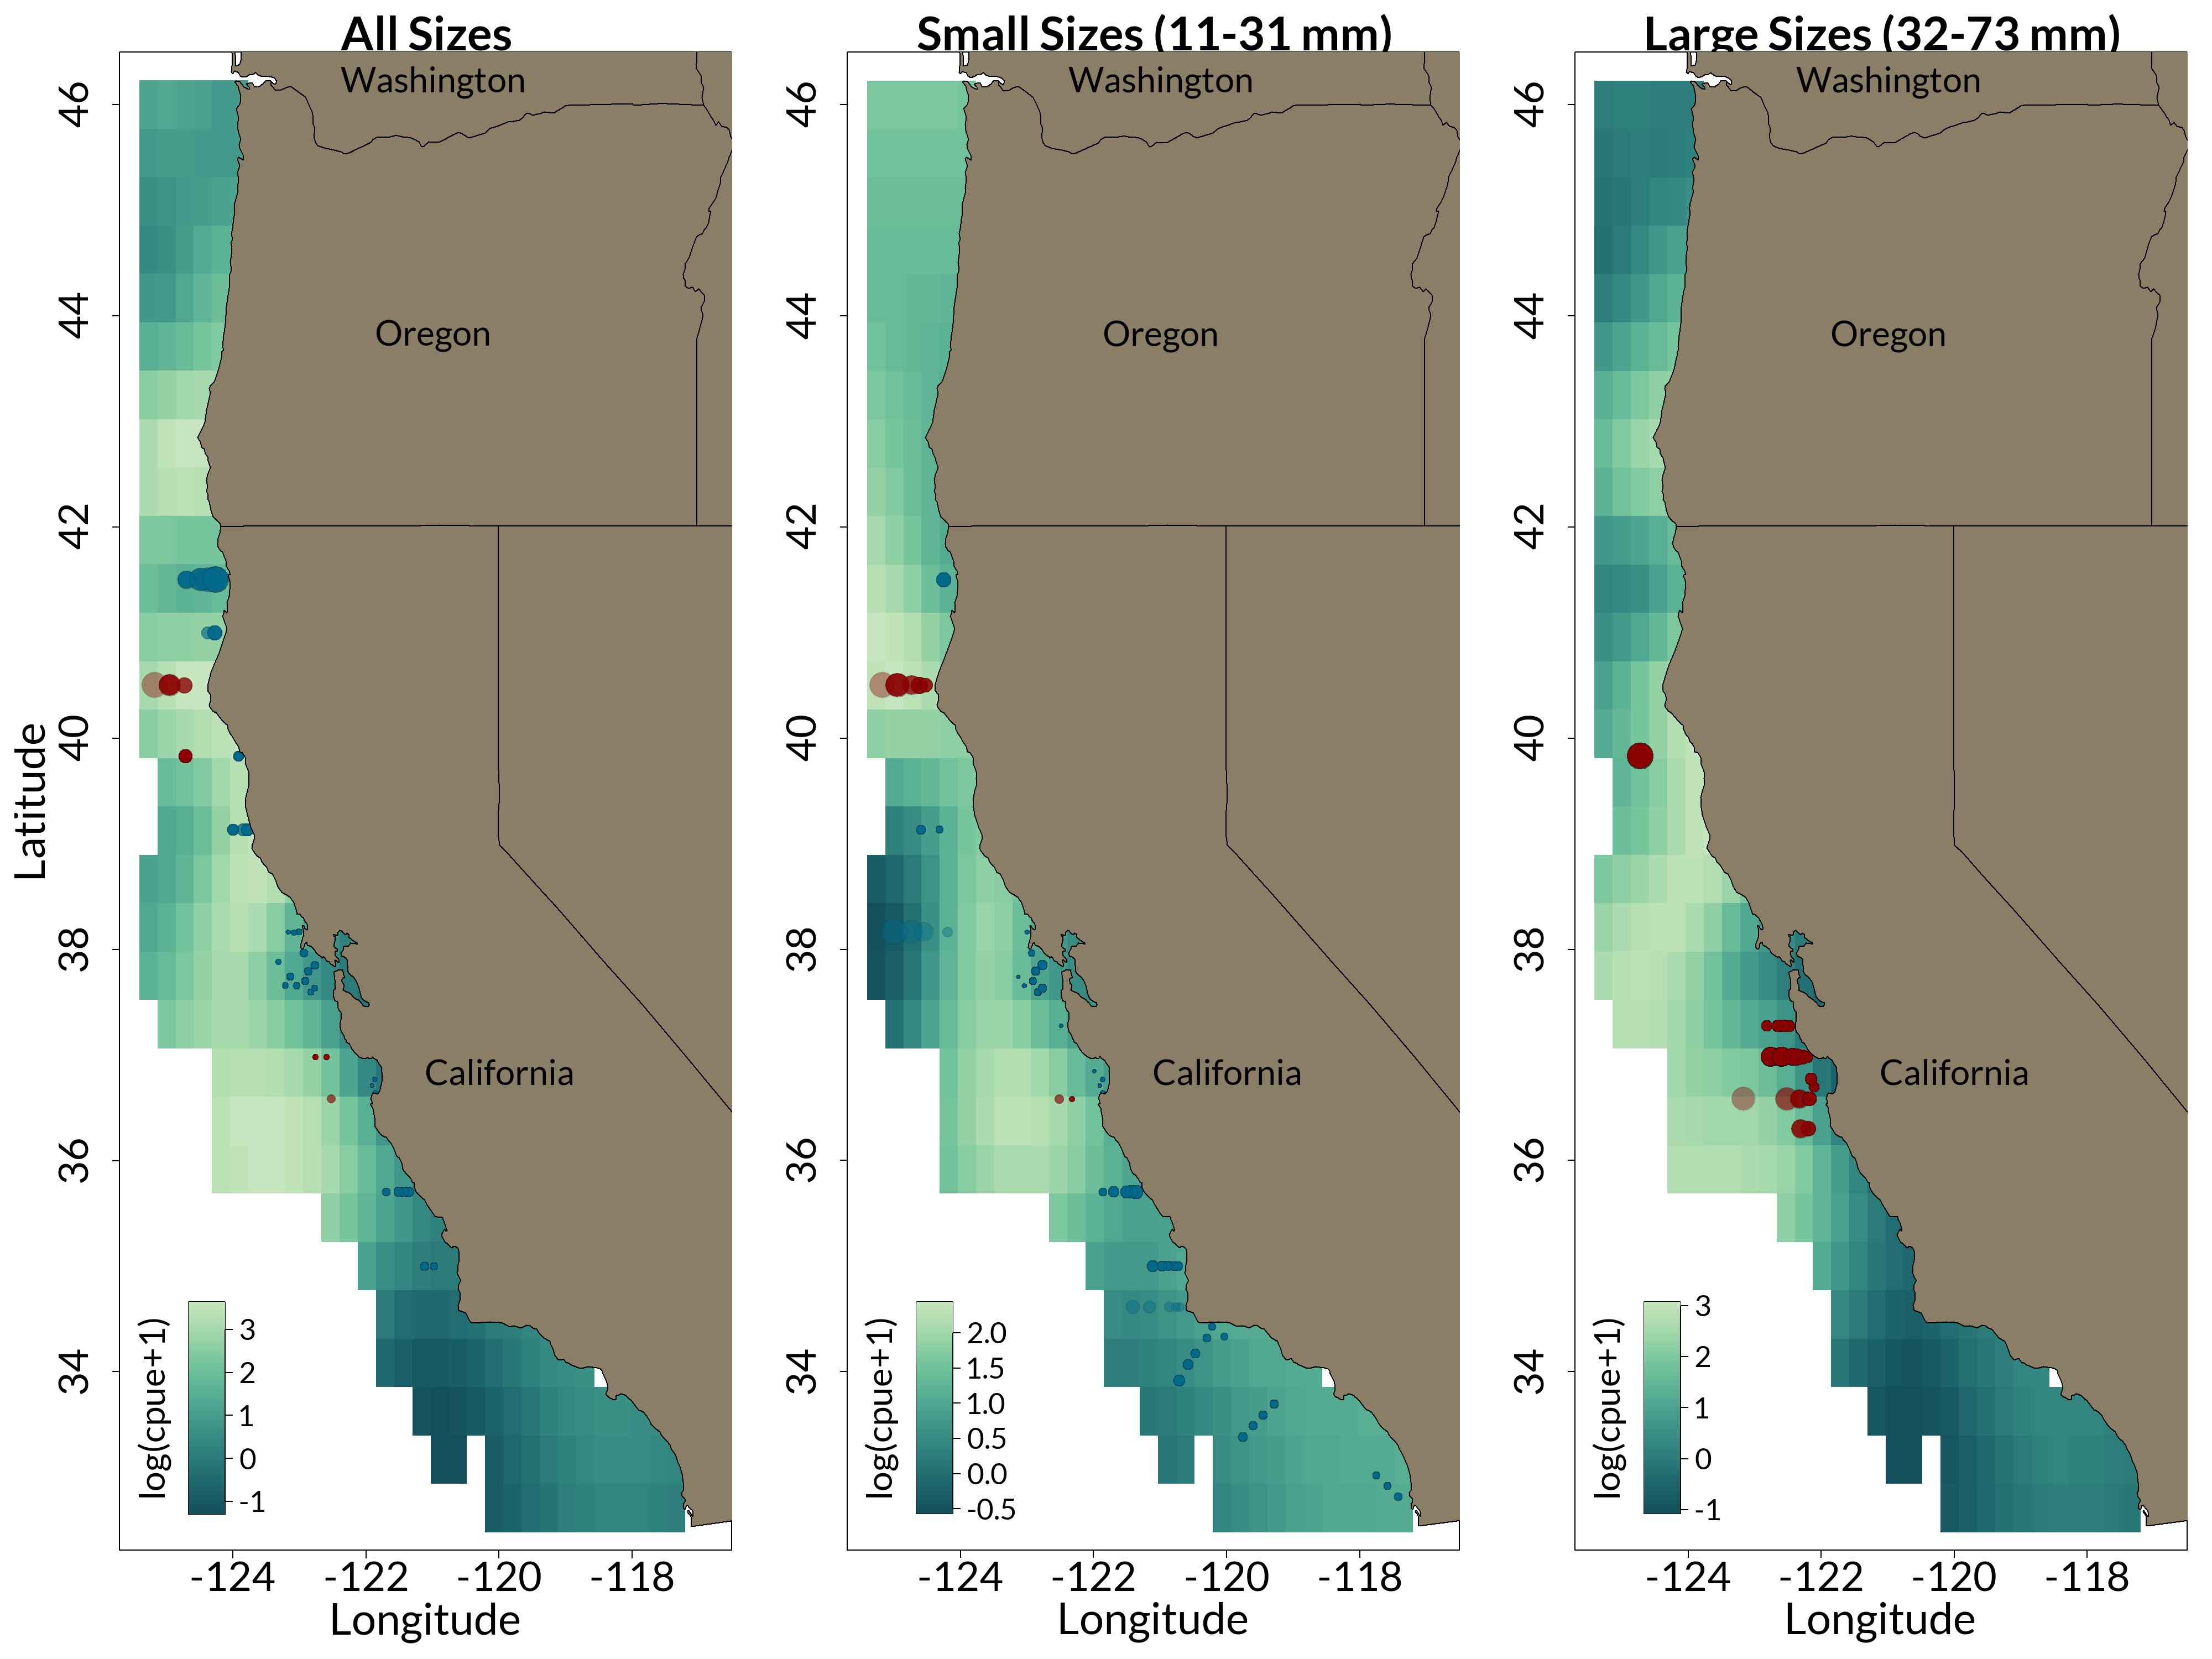 All Sizes
Small Sizes (11-31 mm)
Large Sizes (32-73 mm)
Latitude
46
44
42
40
38
36
34
Washington
Oregon
California
log(cpue+1)
3
2
1
0
-1
-124
-122
-120
-118
Longitude
46
44
42
40
38
36
34
Washington
Oregon
California
log(cpue+1)
2.0
1.5
1.0
0.5
0.0
-0.5
-124
-122
-120
-118
Longitude
46
44
42
40
38
36
34
Washington
Oregon
California
log(cpue+1)
3
2
1
0
-1
-124
-122
-120
-118
Longitude